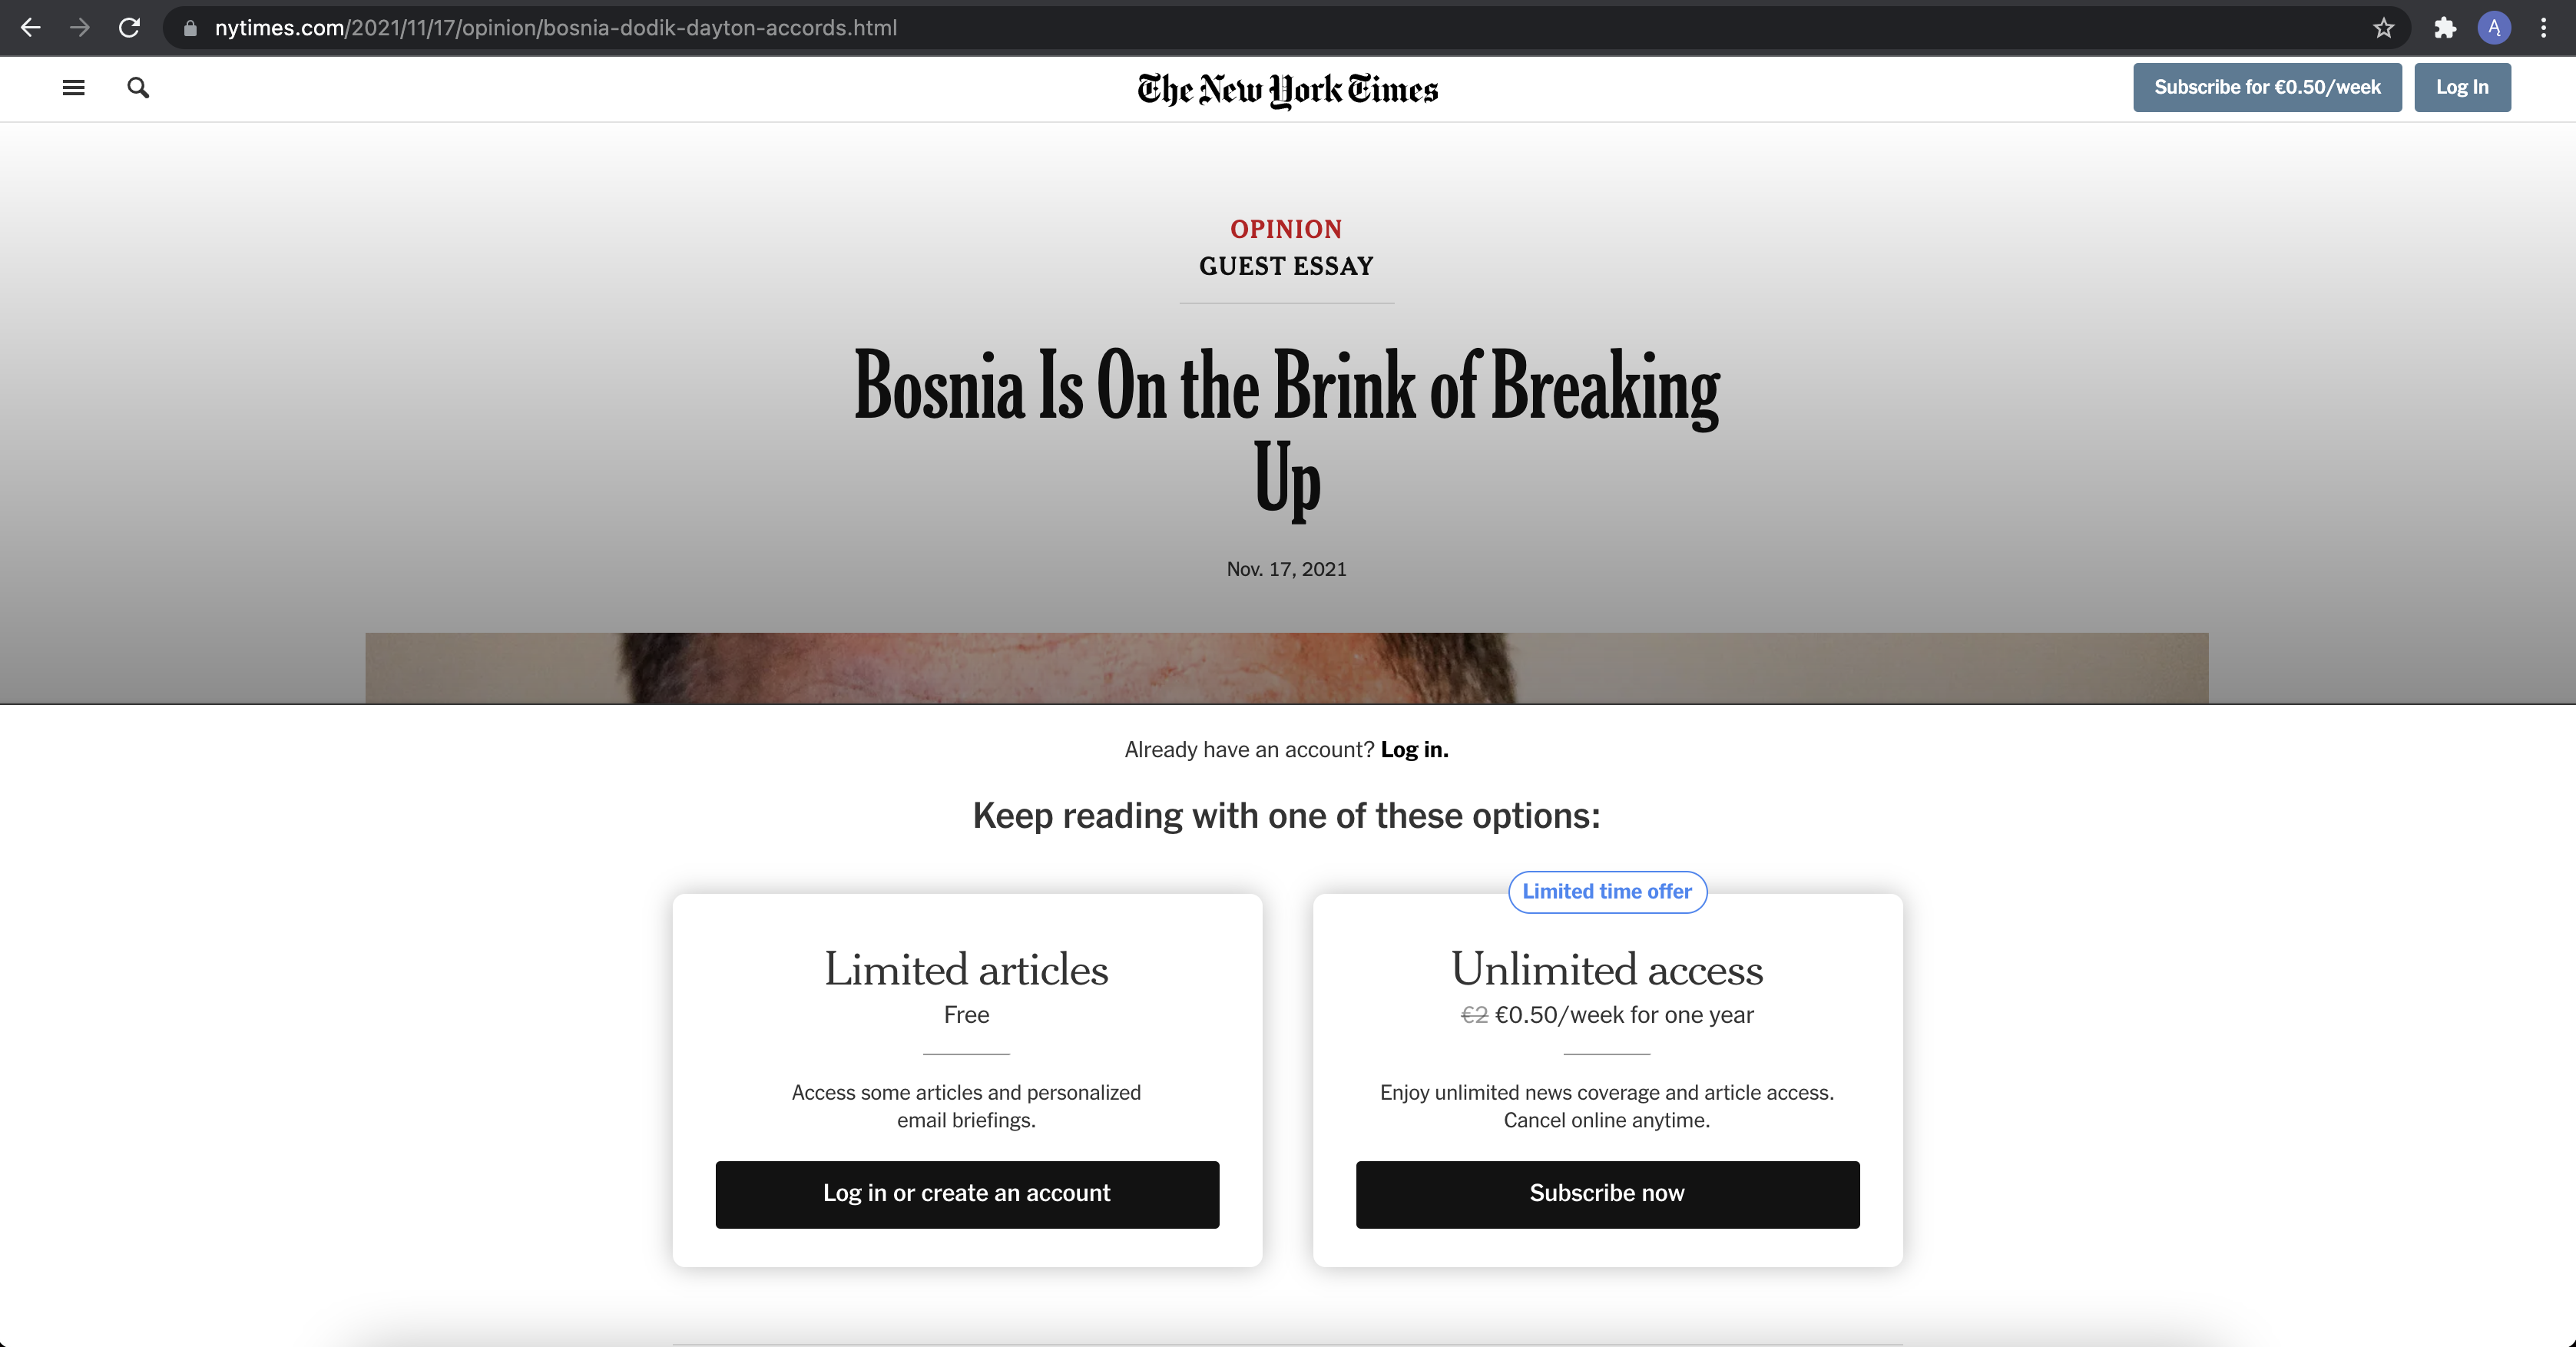 nytimes.com/2021/11/17/opinion/bosnia-dodik-dayton-accords.html
Ą
The New York Times
Subscribe for €0.50/week
Log In
OPINION
GUEST ESSAY
Bosnia Is On the Brink of Breaking
Up
Nov. 17, 2021
Already have an account? Log in.
Keep reading with one of these options:
Limited articles
Free
Access some articles and personalized
email briefings.
Log in or create an account
Limited time offer
Unlimited access
€2 €0.50/week for one year
Enjoy unlimited news coverage and article access.
Cancel online anytime.
Subscribe now